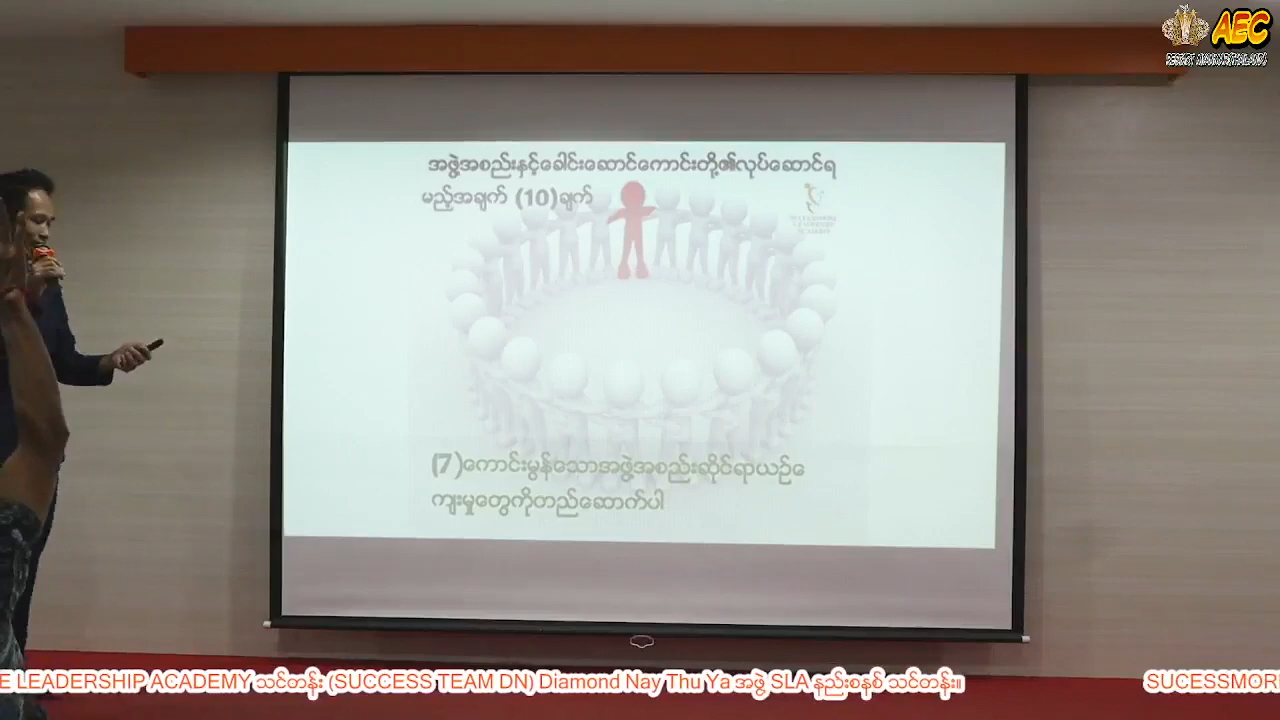 AEC
အဖွဲ့အစည်းနှင့်ခေါင်းဆောင်ကောင်းတို့၏လုပ်ဆောင်ရ
မည့်အချက် (10)ချက်
(7)ကောင်းမွန်သောအဖွဲ့အစည်းဆိုင်ရာယဉ်ေ
ကျးမှုတွေကိုတည်ဆောက်ပါ
E LEADERSHIP ACADEMY သင်တန်း (SUCCESS TEAM DN) Diamond Nay Thu Ya အဖွဲ့ SLA နည်းစနစ် သင်တန်း။ SUCESSMORE